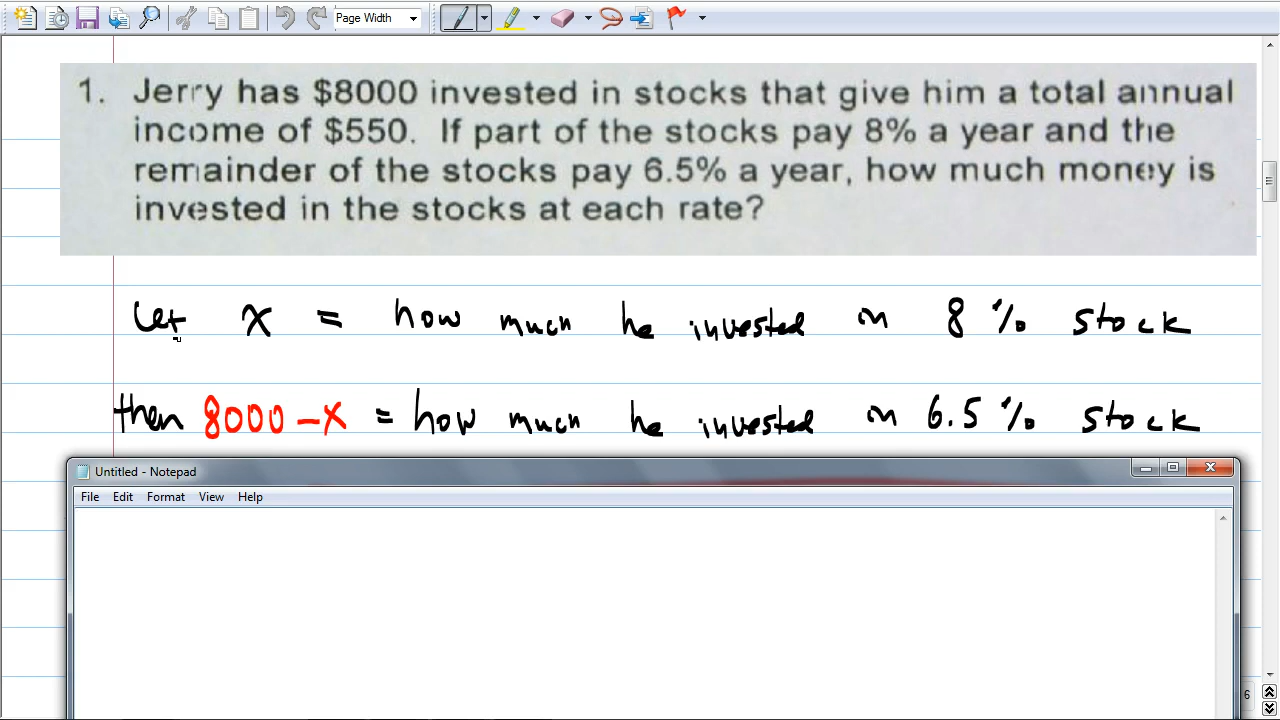 Page Width
1. Jerry has $8000 invested in stocks that give him a total annual
income of $550. If part of the stocks pay 8% a year and the
remainder of the stocks pay 6.5% a year, how much money is
invested in the stocks at each rate?
Let x = how much he invested in 8 % stock
then 8000 - x = how much he invested in 6.5 % stock
Untitled - Notepad
File Edit Format View Help
6